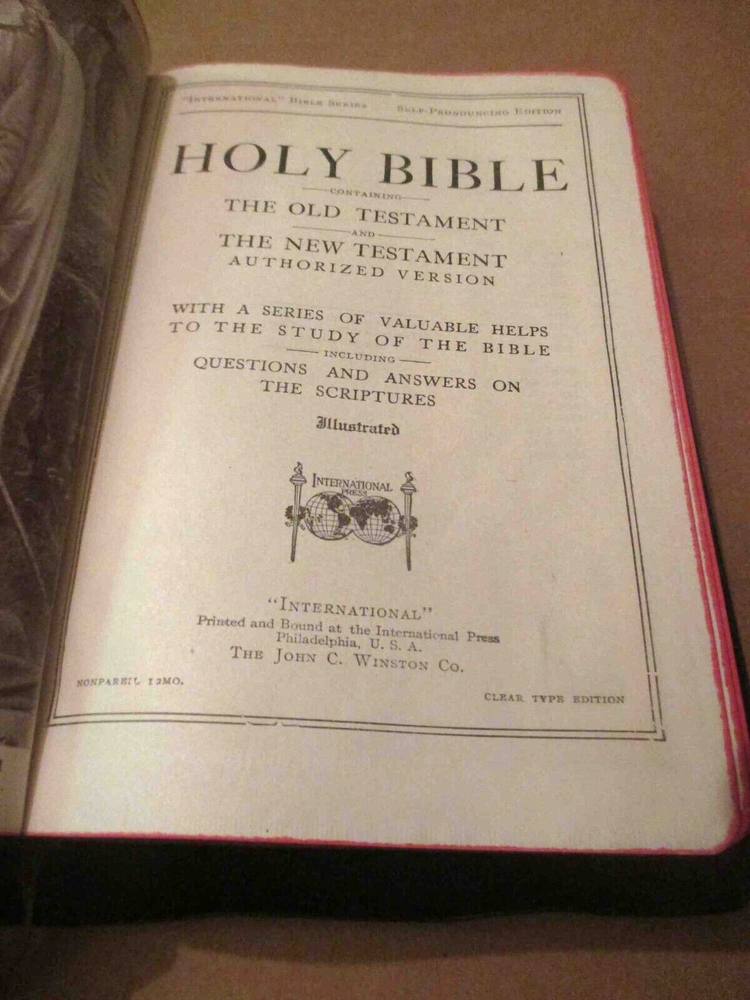 "INTERNATIONAL" BIBLE SERIES SELF-PRONOUNCING EDITION
HOLY BIBLE
CONTAINING
THE OLD TESTAMENT
AND
THE NEW TESTAMENT
AUTHORIZED VERSION
WITH A SERIES OF VALUABLE HELPS
TO THE STUDY OF THE BIBLE
INCLUDING
QUESTIONS AND ANSWERS ON
THE SCRIPTURES
Illustrated
INTERNATIONAL
PRESS
"INTERNATIONAL"
Printed and Bound at the International Press
Philadelphia, U. S. A.
THE JOHN C. WINSTON CO.
NONPAREIL 12MO.
CLEAR TYPE EDITION